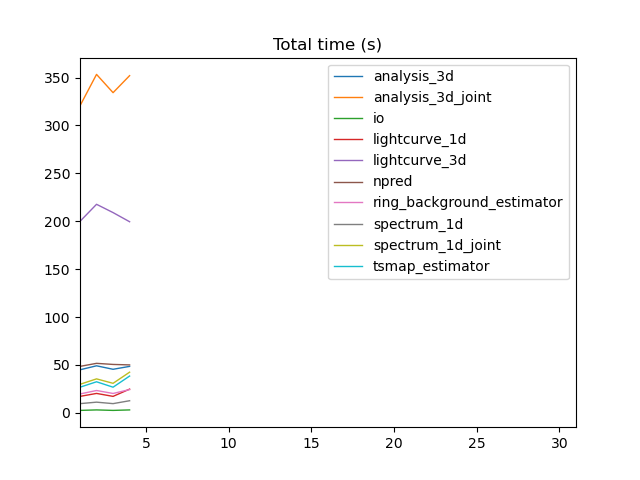 Total time (s)
350
300
250
200
150
100
50
0
analysis_3d
analysis_3d_joint
io
lightcurve_1d
lightcurve_3d
npred
ring_background_estimator
spectrum_1d
spectrum_1d_joint
tsmap_estimator
5 10 15 20 25 30